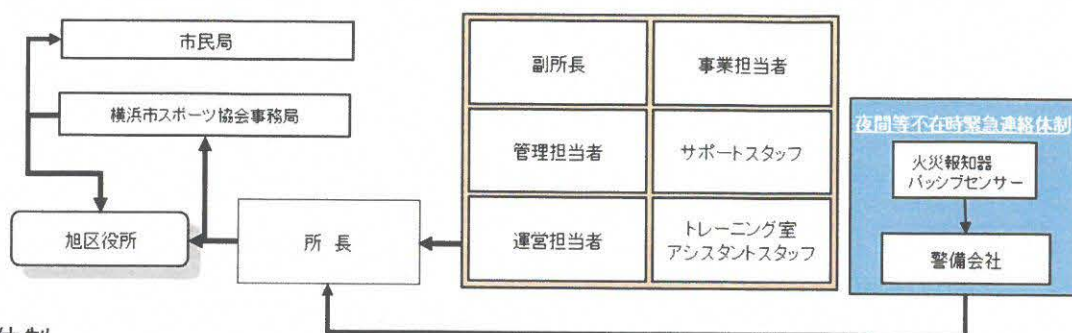 市民局
横浜市スポーツ協会事務局
旭区役所
所 長
副所長
事業担当者
管理担当者
サポートスタッフ
運営担当者
トレーニング室
アシスタントスタッフ
夜間等不在時緊急連絡体制
火災報知器
パッシブセンサー
警備会社